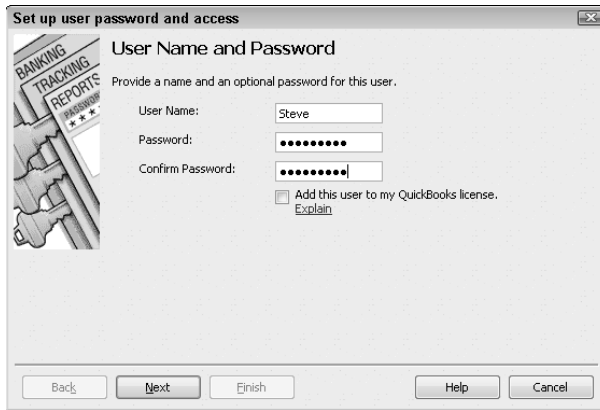 Set up user password and access
BANKING
TRACKING
REPORTS
PASSWOR
****
User Name and Password
Provide a name and an optional password for this user.
User Name:
Steve
Password:
•••••••••
Confirm Password:
•••••••••
Add this user to my QuickBooks license.
Explain
Back
Next
Finish
Help
Cancel